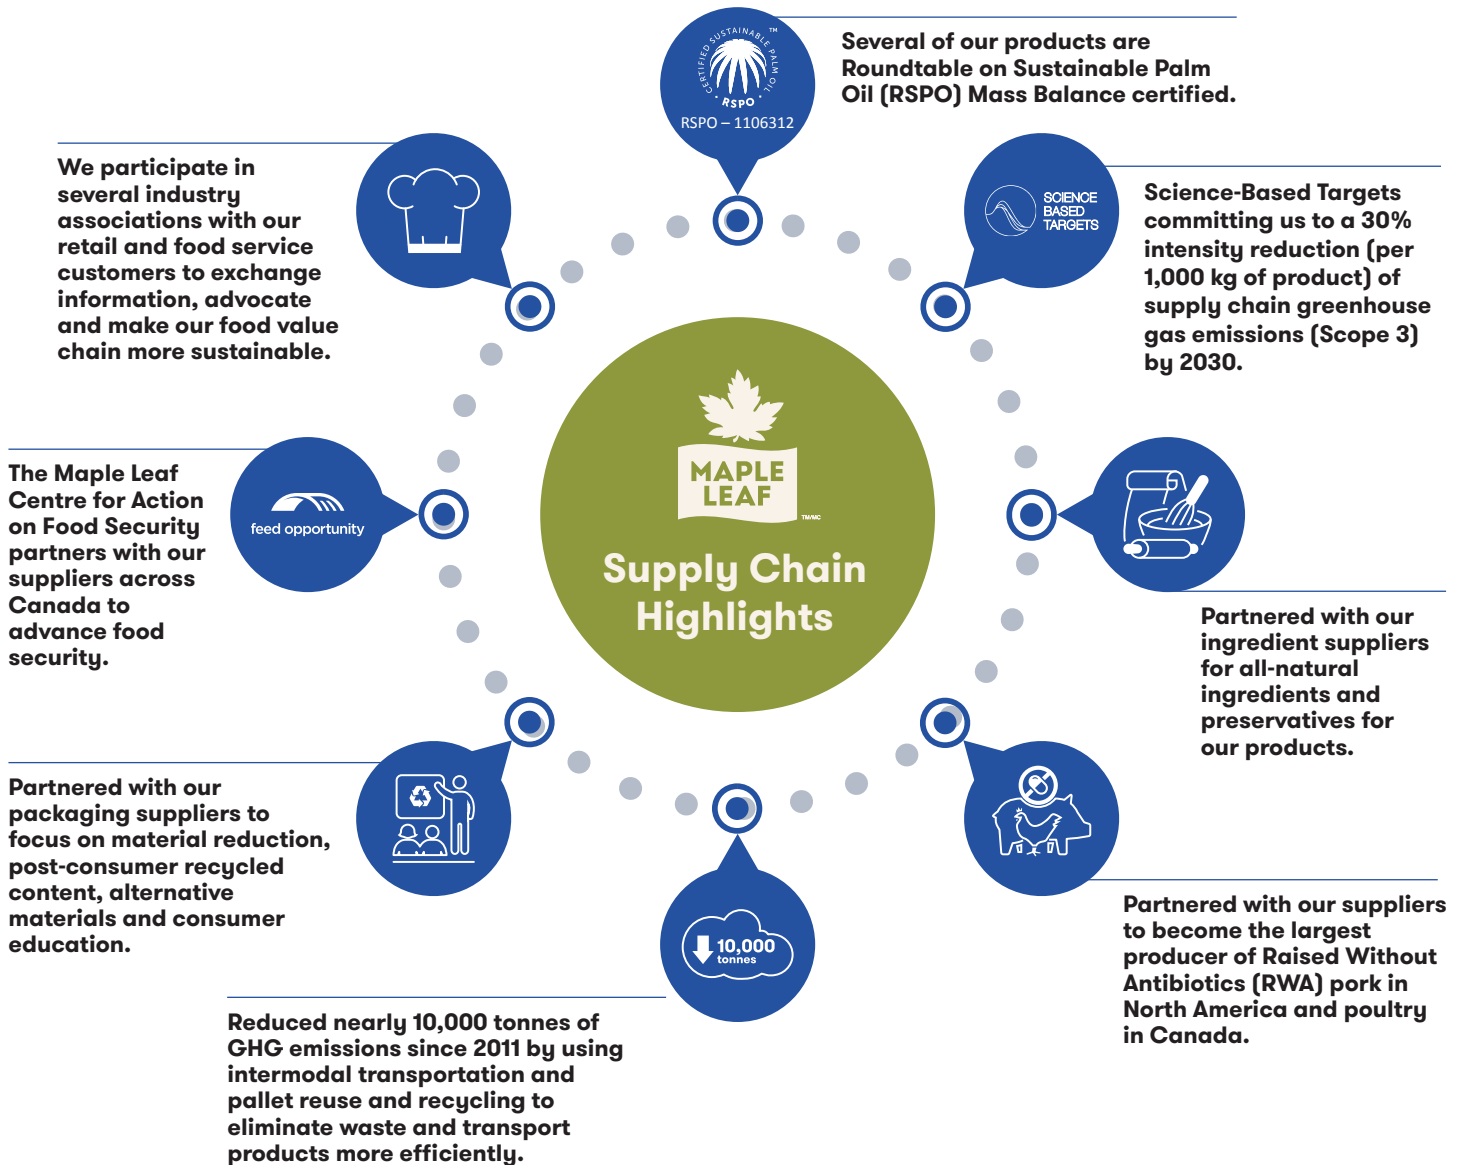 CERTIFIED SUSTAINABLE PALM OIL
TM
RSPO
RSPO – 1106312
Several of our products are
Roundtable on Sustainable Palm
Oil (RSPO) Mass Balance certified.
SCIENCE
BASED
TARGETS
Science-Based Targets
committing us to a 30%
intensity reduction (per
1,000 kg of product) of
supply chain greenhouse
gas emissions (Scope 3)
by 2030.
Partnered with our
ingredient suppliers
for all-natural
ingredients and
preservatives for
our products.
Partnered with our suppliers
to become the largest
producer of Raised Without
Antibiotics (RWA) pork in
North America and poultry
in Canada.
10,000
tonnes
Reduced nearly 10,000 tonnes of
GHG emissions since 2011 by using
intermodal transportation and
pallet reuse and recycling to
eliminate waste and transport
products more efficiently.
Partnered with our
packaging suppliers to
focus on material reduction,
post-consumer recycled
content, alternative
materials and consumer
education.
feed opportunity
The Maple Leaf
Centre for Action
on Food Security
partners with our
suppliers across
Canada to
advance food
security.
We participate in
several industry
associations with our
retail and food service
customers to exchange
information, advocate
and make our food value
chain more sustainable.
MAPLE
LEAF
TM/MC
Supply Chain
Highlights